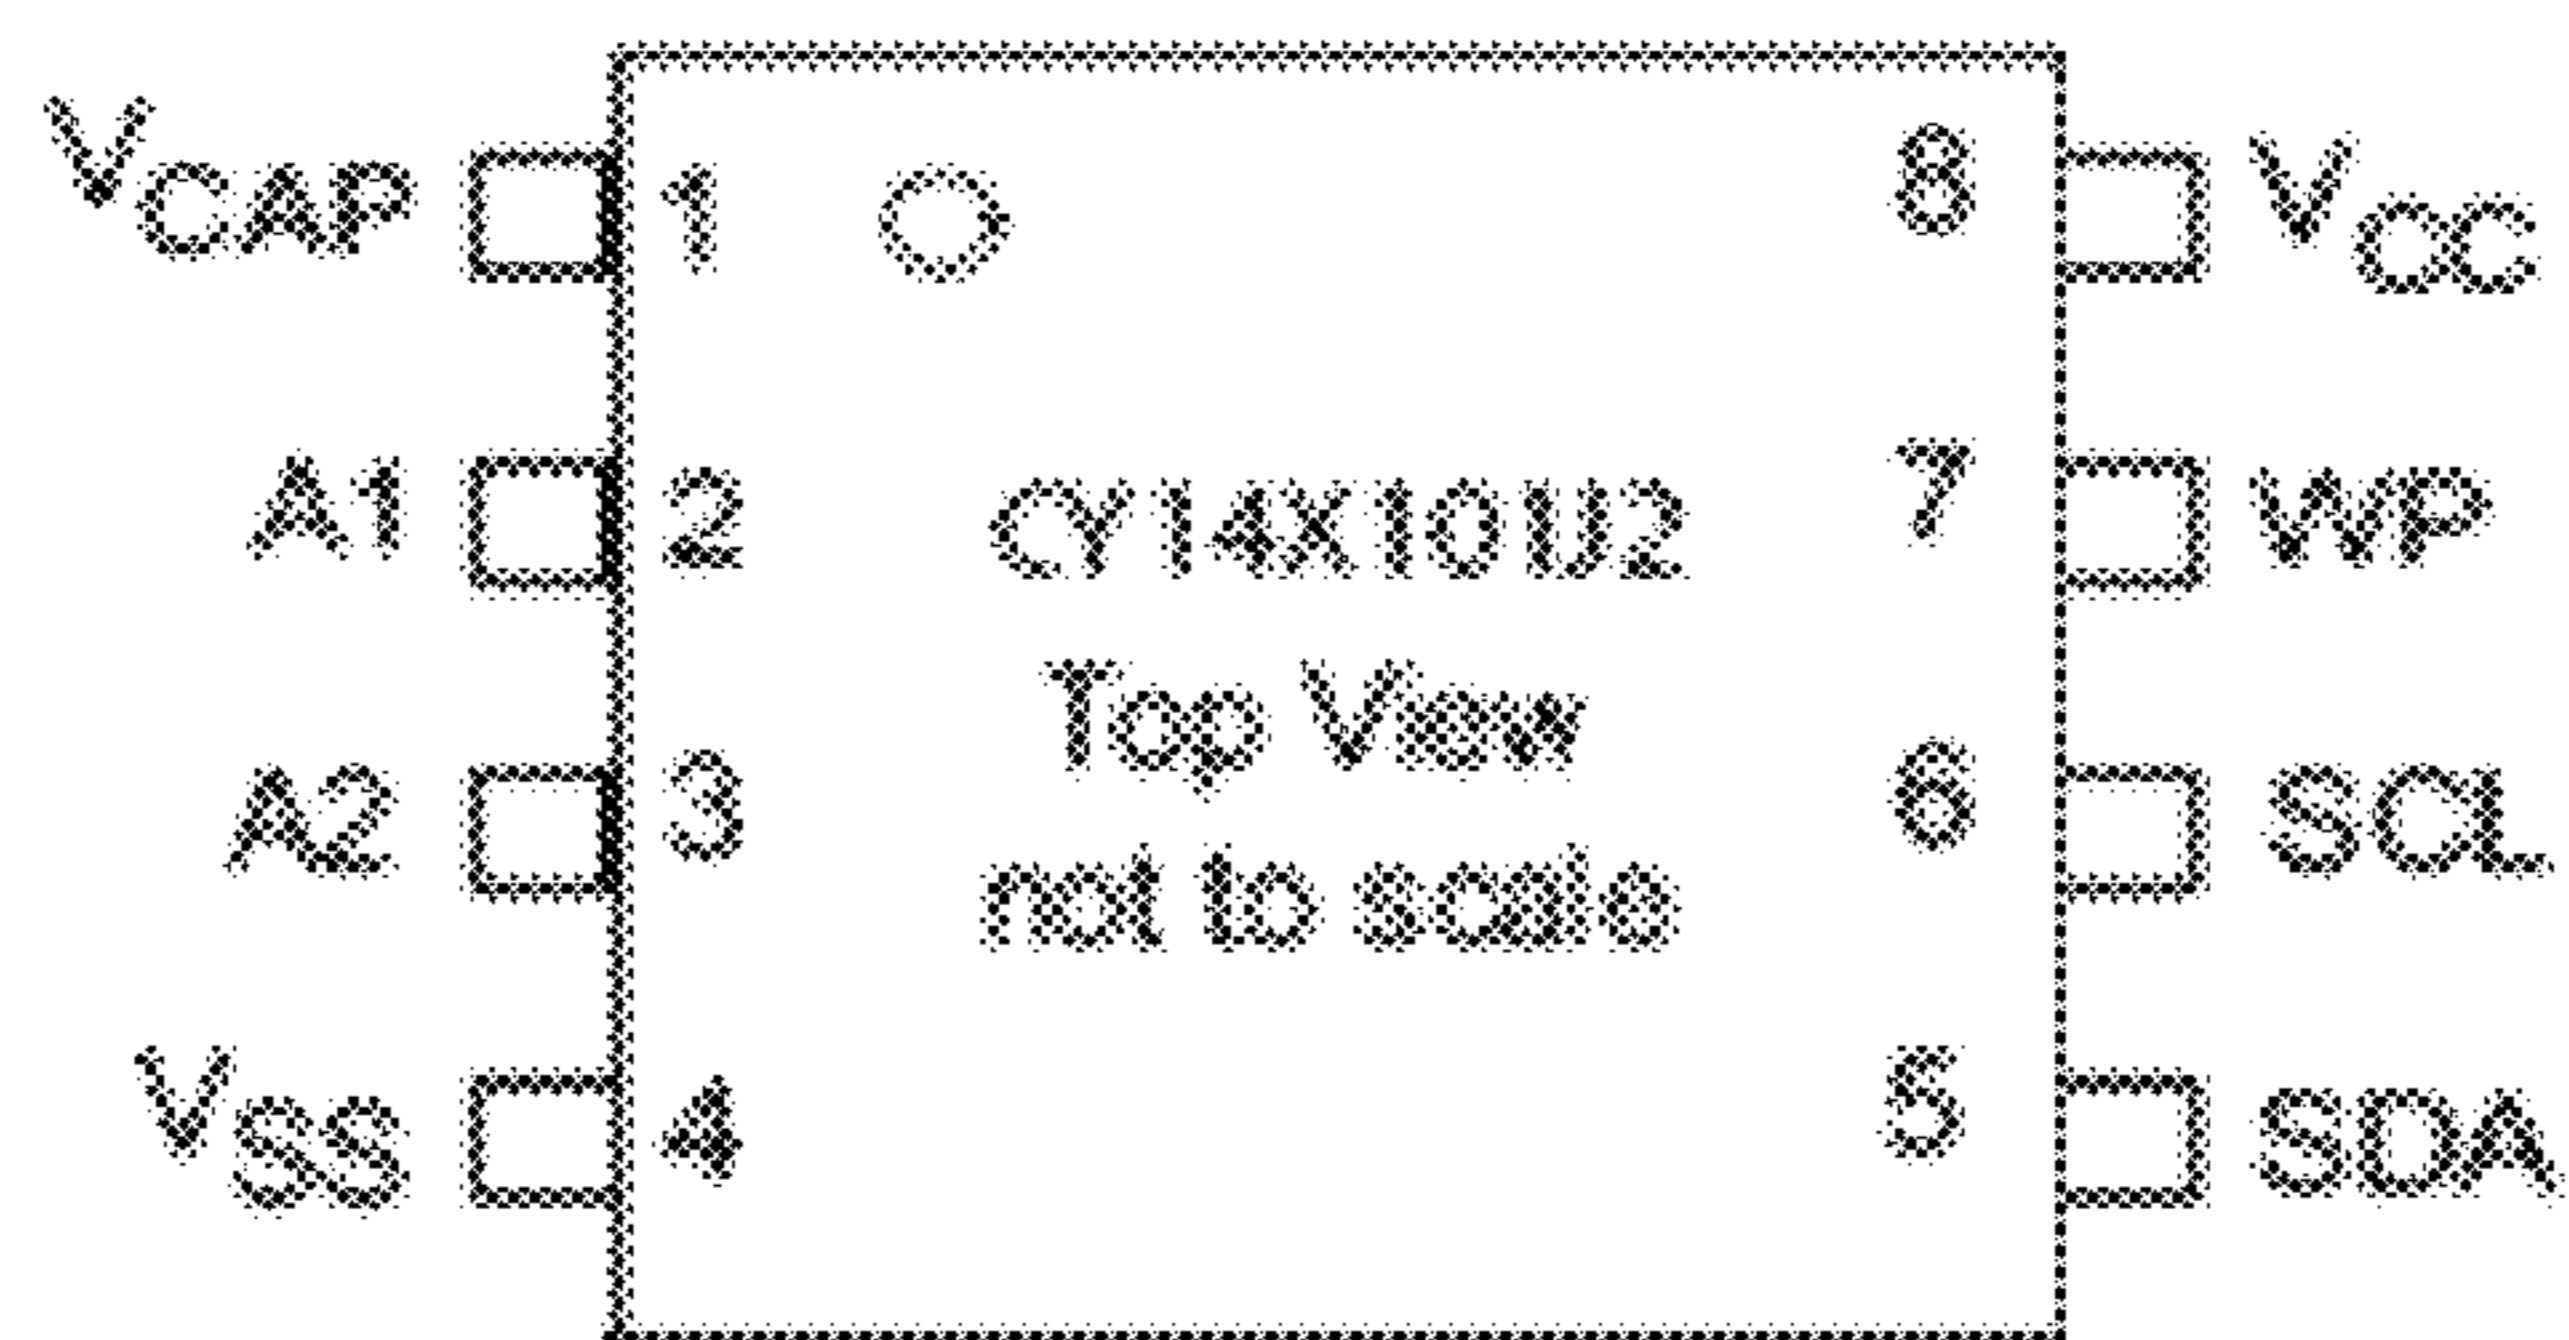 VCAP 1 8 VCC
A1 2 CY14X101J2 7 WP
Top View
A2 3 6 SCL
not to scale
VSS 4 5 SDA